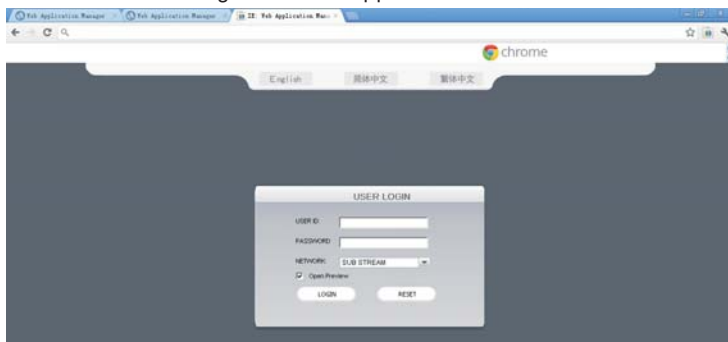 Web Application Manager Web Application Manager IE: Web Application Mana
chrome
English 简体中文 繁体中文
USER LOGIN
USER ID:
PASSWORD:
NETWORK: SUB STREAM
Open Preview
LOGIN RESET